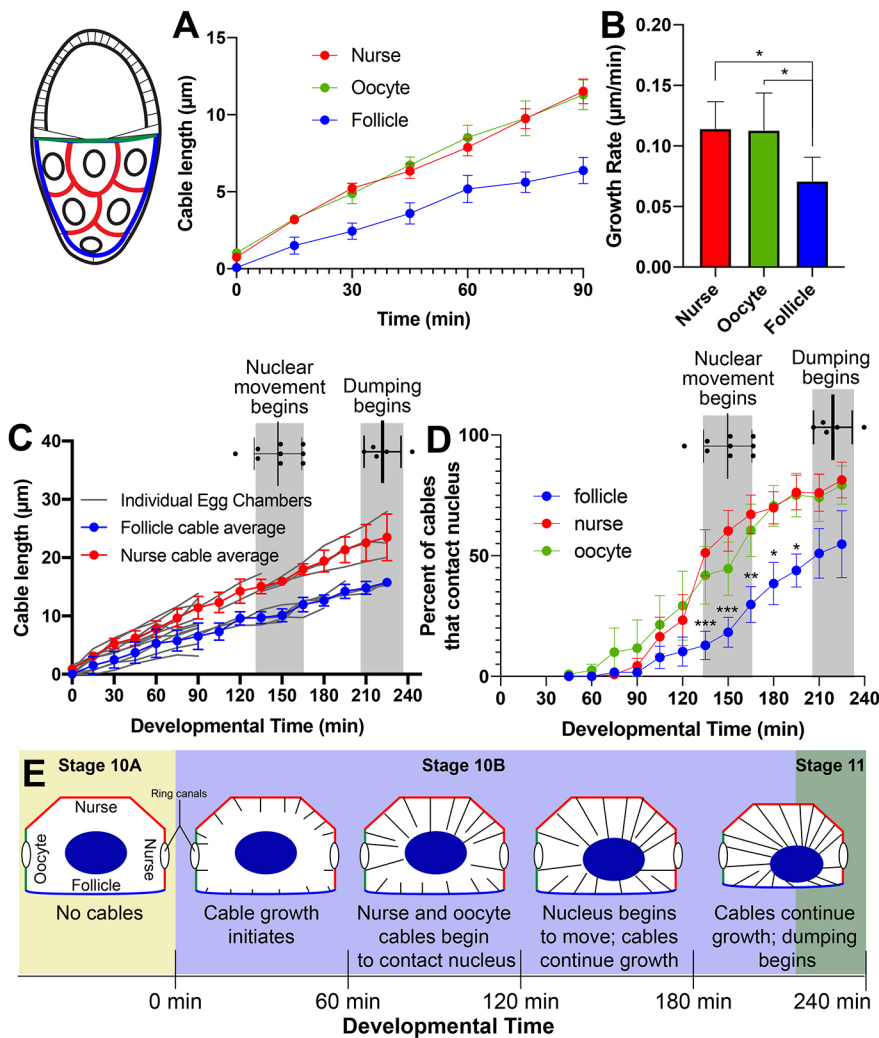 A
Cable length (µm)
15
10
5
0
Nurse
Oocyte
Follicle
0
30
60
90
Time (min)
B
Growth Rate (µm/min)
0.20
0.15
0.10
0.05
0.00
*
*
Nurse
Oocyte
Follicle
C
Nuclear
movement
begins
Dumping
begins
Cable length (µm)
40
30
20
10
0
Individual Egg Chambers
Follicle cable average
Nurse cable average
0
30
60
90
120
150
180
210
240
Developmental Time (min)
D
Nuclear
movement
begins
Dumping
begins
Percent of cables
that contact nucleus
100
50
0
follicle
nurse
oocyte
***
***
**
*
*
0
30
60
90
120
150
180
210
240
Developmental Time (min)
E
Stage 10A
Stage 10B
Stage 11
Ring canals
Nurse
Oocyte
Nurse
Follicle
No cables
Cable growth
initiates
Nurse and oocyte
cables begin
to contact nucleus
Nucleus begins
to move; cables
continue growth
Cables continue
growth; dumping
begins
0 min
60 min
120 min
180 min
240 min
Developmental Time